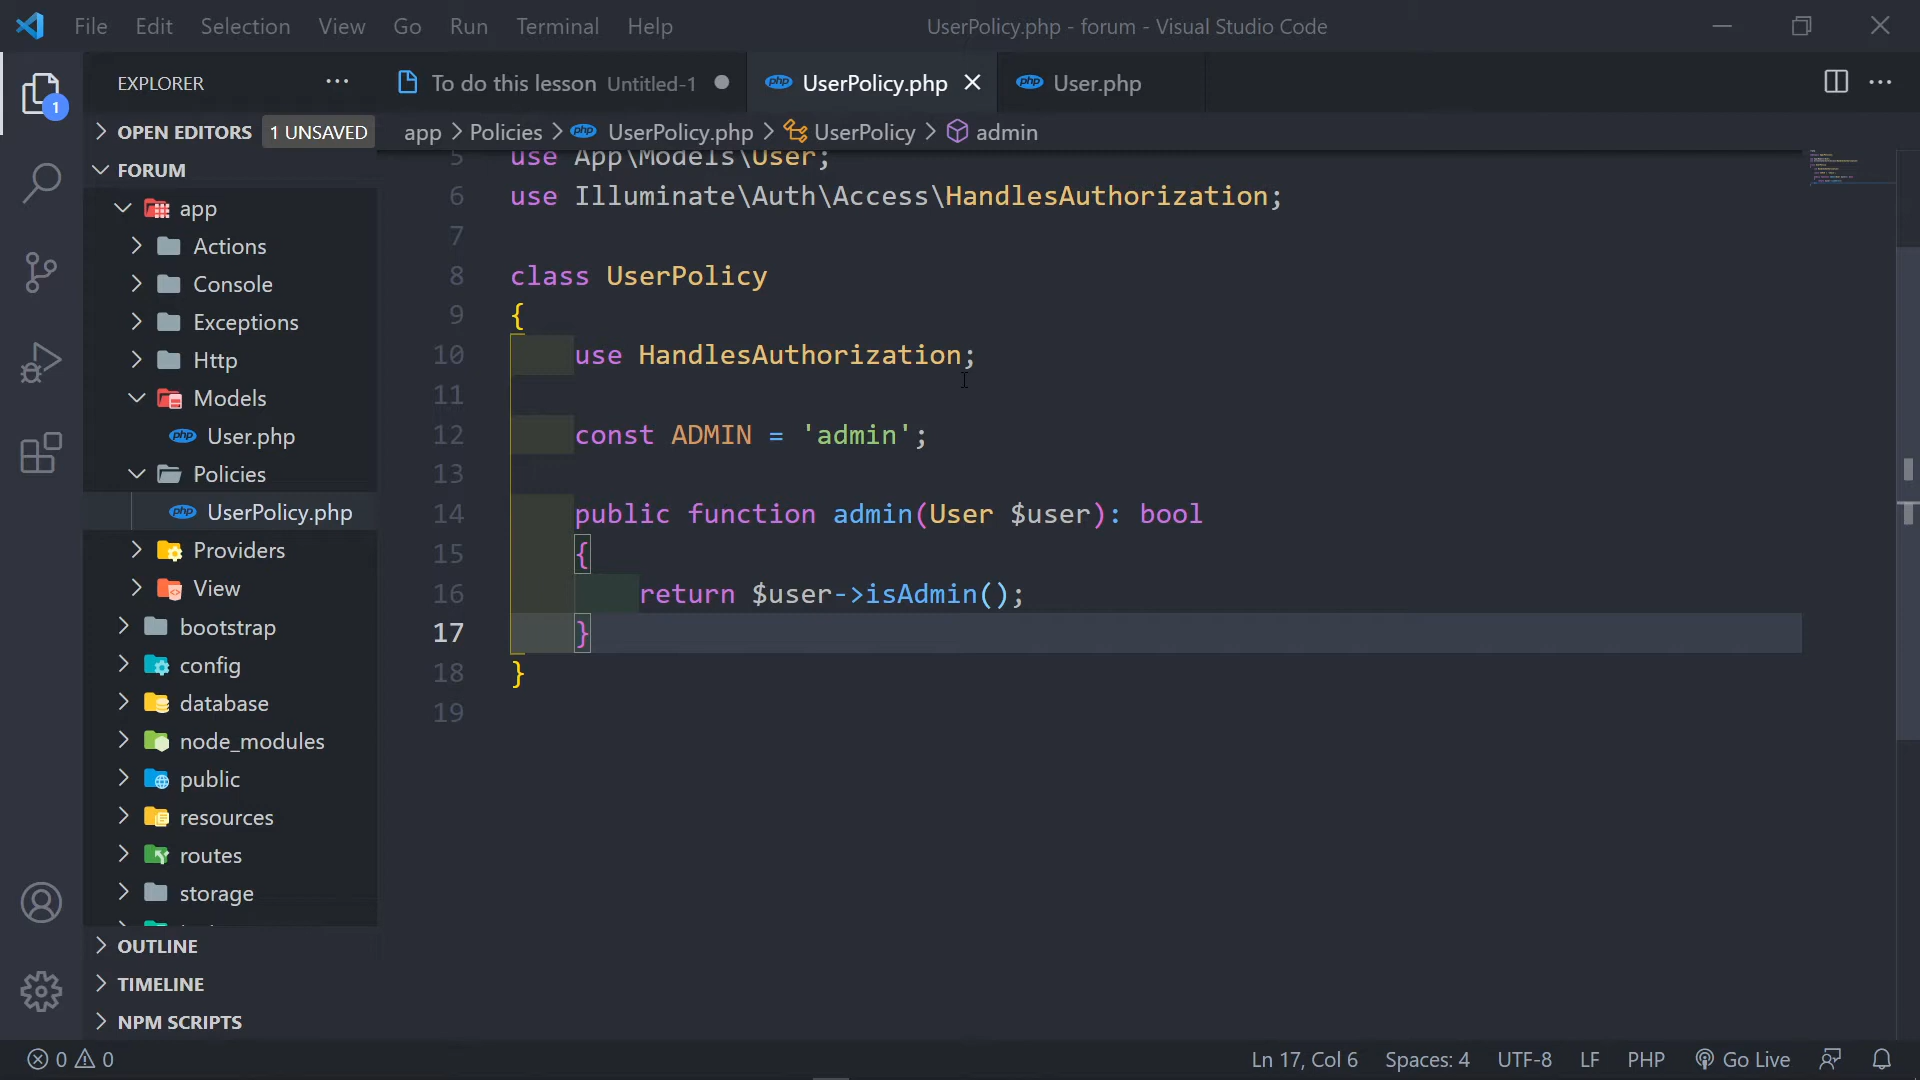 File Edit Selection View Go Run Terminal Help
UserPolicy.php - forum - Visual Studio Code
EXPLORER
To do this lesson Untitled-1
UserPolicy.php
User.php
OPEN EDITORS 1 UNSAVED
app > Policies > UserPolicy.php > UserPolicy > admin
1
FORUM
app
Actions
Console
Exceptions
Http
Models
User.php
Policies
UserPolicy.php
Providers
View
bootstrap
config
database
node_modules
public
resources
routes
storage
OUTLINE
TIMELINE
NPM SCRIPTS
5 use App\Models\User;
6 use Illuminate\Auth\Access\HandlesAuthorization;
7
8 class UserPolicy
9 {
10 use HandlesAuthorization;
11
12 const ADMIN = 'admin';
13
14 public function admin(User $user): bool
15 {
16 return $user->isAdmin();
17 }
18 }
19
0 0
Ln 17, Col 6 Spaces: 4 UTF-8 LF PHP Go Live